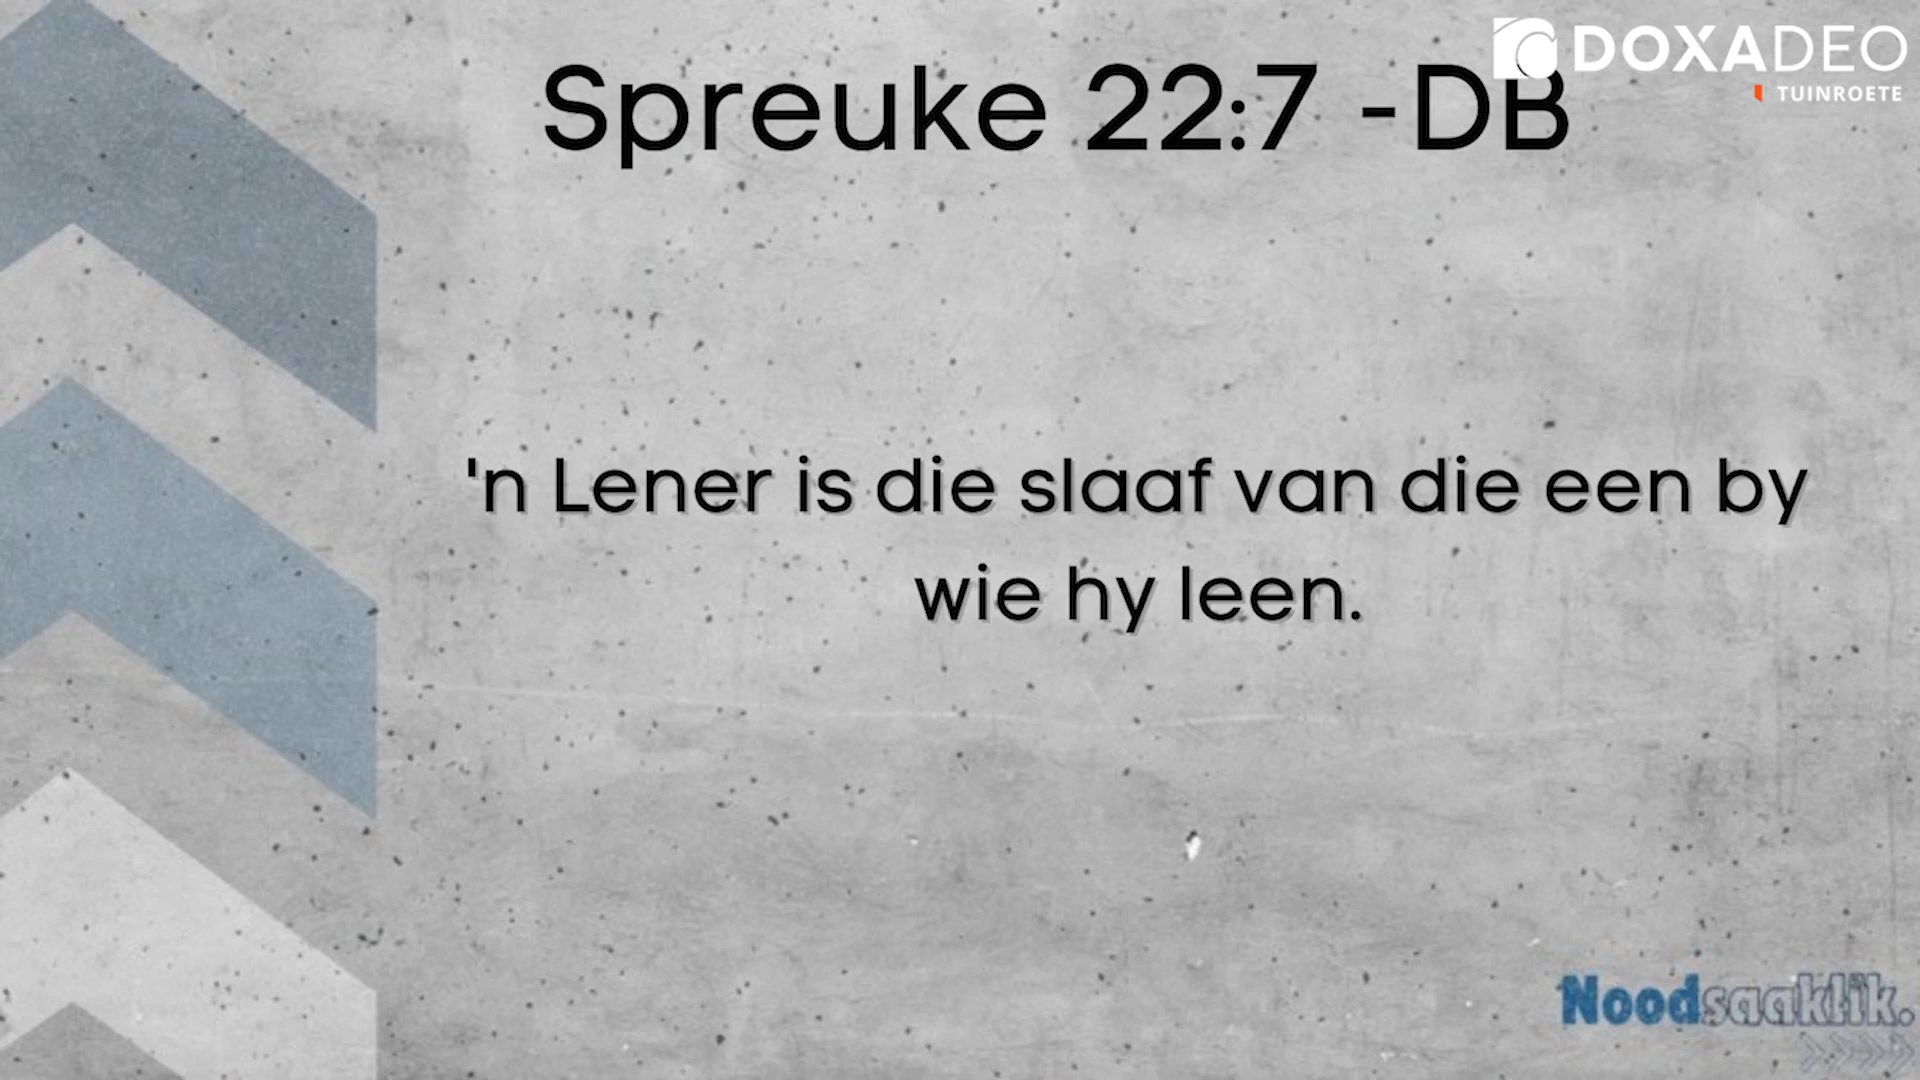 DOXADEO
TUINROETE
Spreuke 22:7 -DB
'n Lener is die slaaf van die een by
wie hy leen.
Noodsaaklik.